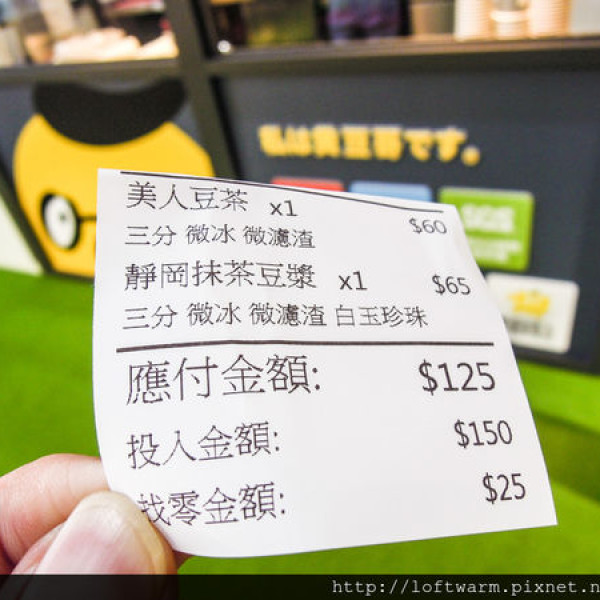 私は黄豆哥です。
美人豆茶 x1 $60
三分 微冰 微濾渣
靜岡抹茶豆漿 x1 $65
三分 微冰 微濾渣 白玉珍珠
應付金額: $125
投入金額: $150
找零金額: $25
SGS
http://loftwarm.pixnet.n